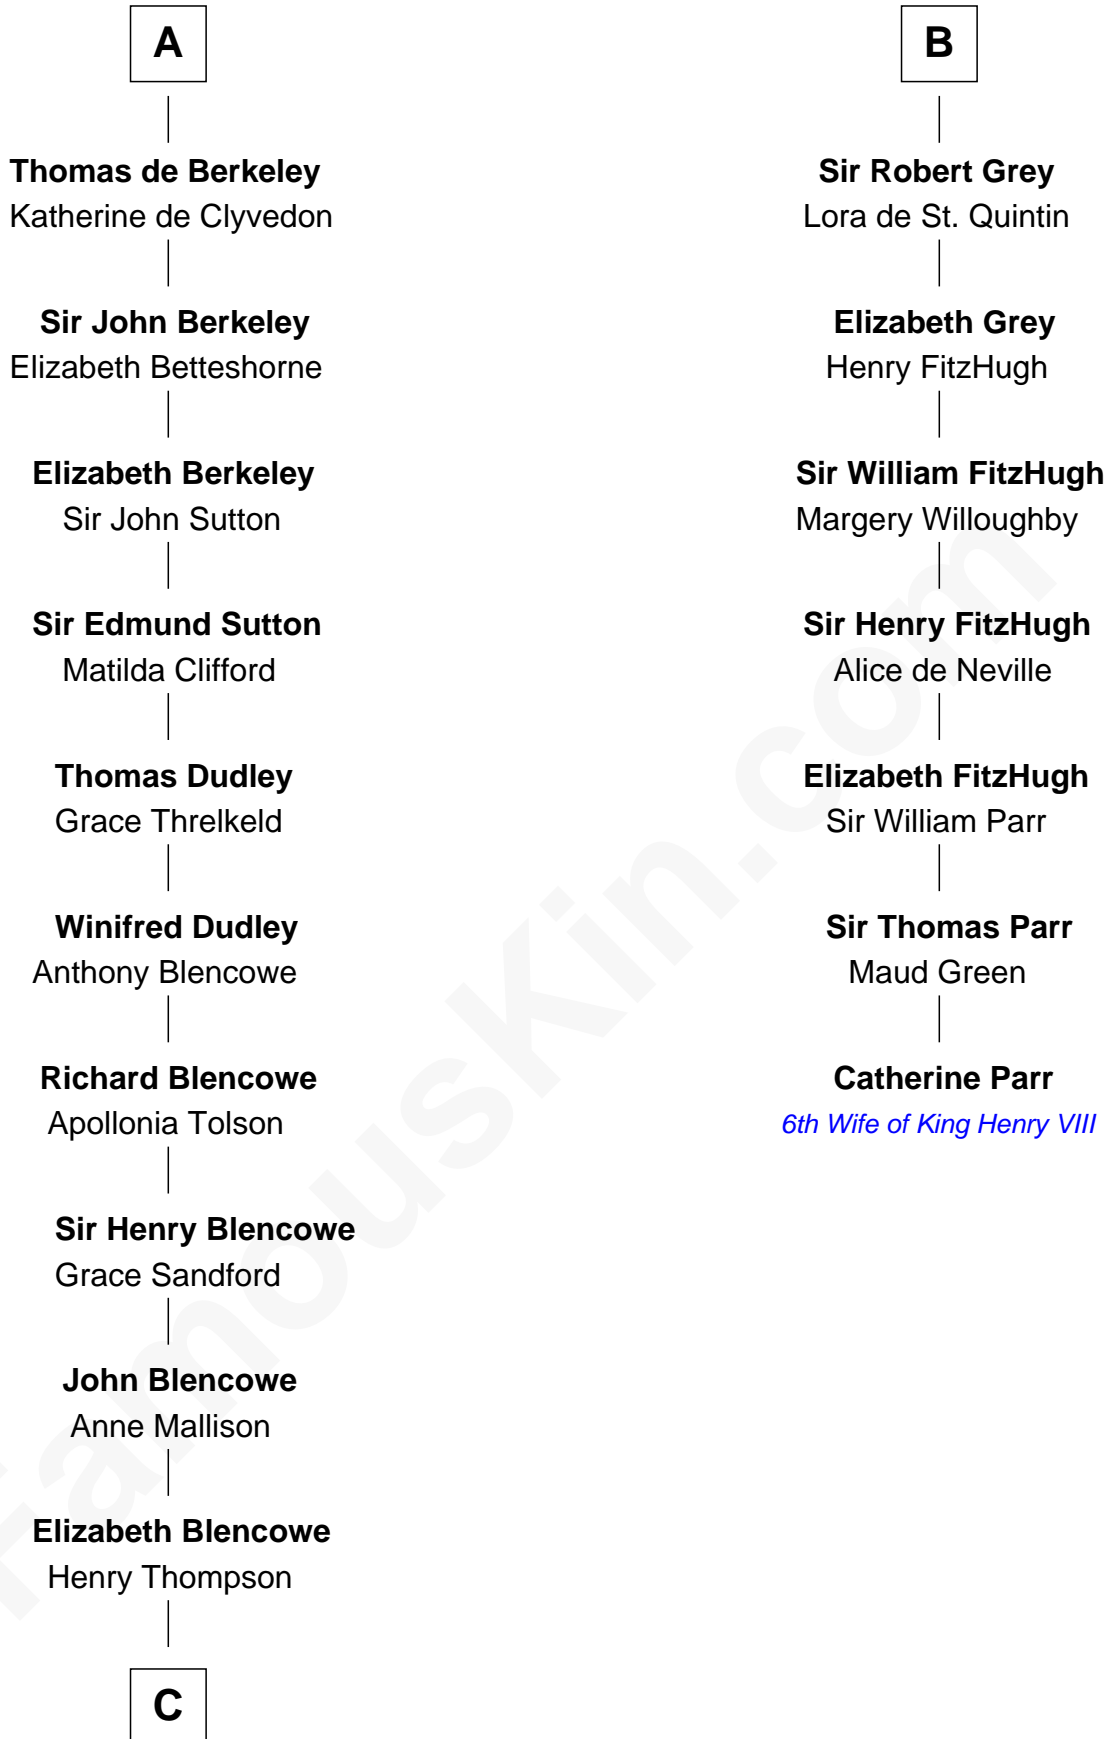 A
Thomas de Berkeley
Katherine de Clyvedon
Sir John Berkeley
Elizabeth Betteshorne
Elizabeth Berkeley
Sir John Sutton
Sir Edmund Sutton
Matilda Clifford
Thomas Dudley
Grace Threlkeld
Winifred Dudley
Anthony Blencowe
Richard Blencowe
Apollonia Tolson
Sir Henry Blencowe
Grace Sandford
John Blencowe
Anne Mallison
Elizabeth Blencowe
Henry Thompson
C
B
Sir Robert Grey
Lora de St. Quintin
Elizabeth Grey
Henry FitzHugh
Sir William FitzHugh
Margery Willoughby
Sir Henry FitzHugh
Alice de Neville
Elizabeth FitzHugh
Sir William Parr
Sir Thomas Parr
Maud Green
Catherine Parr
6th Wife of King Henry VIII
FamousKin.com